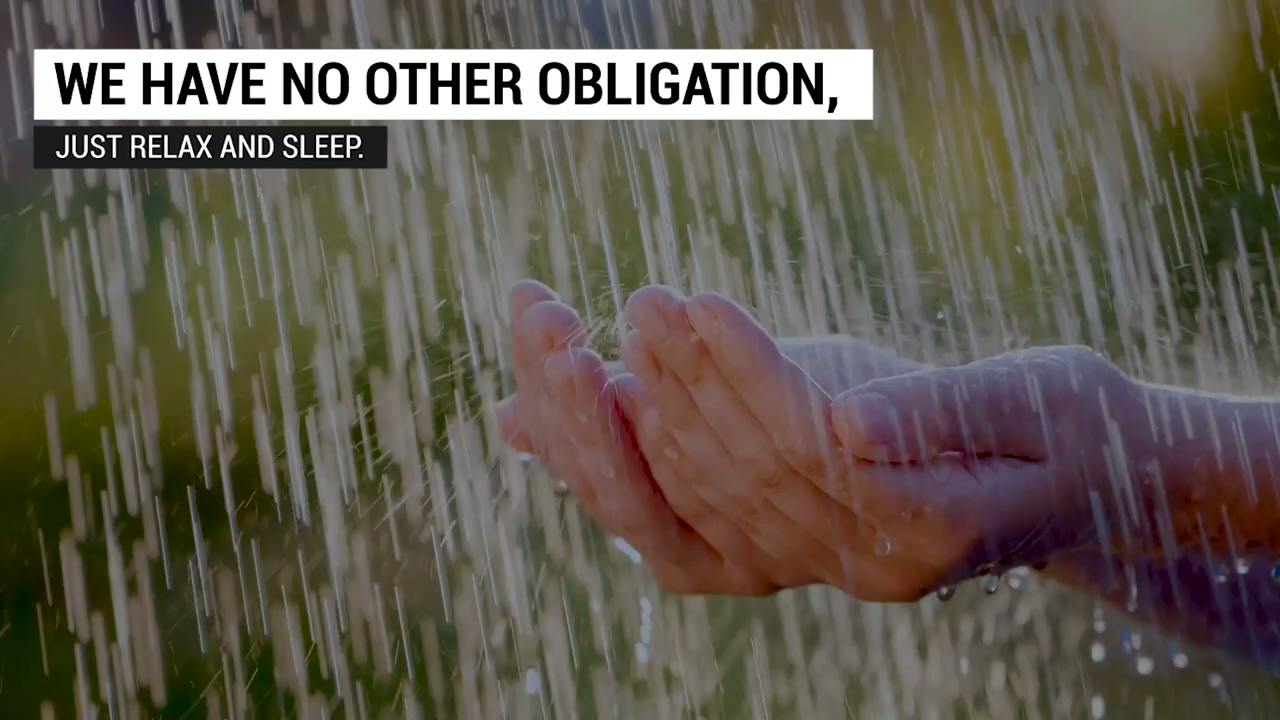 WE HAVE NO OTHER OBLIGATION,
JUST RELAX AND SLEEP.